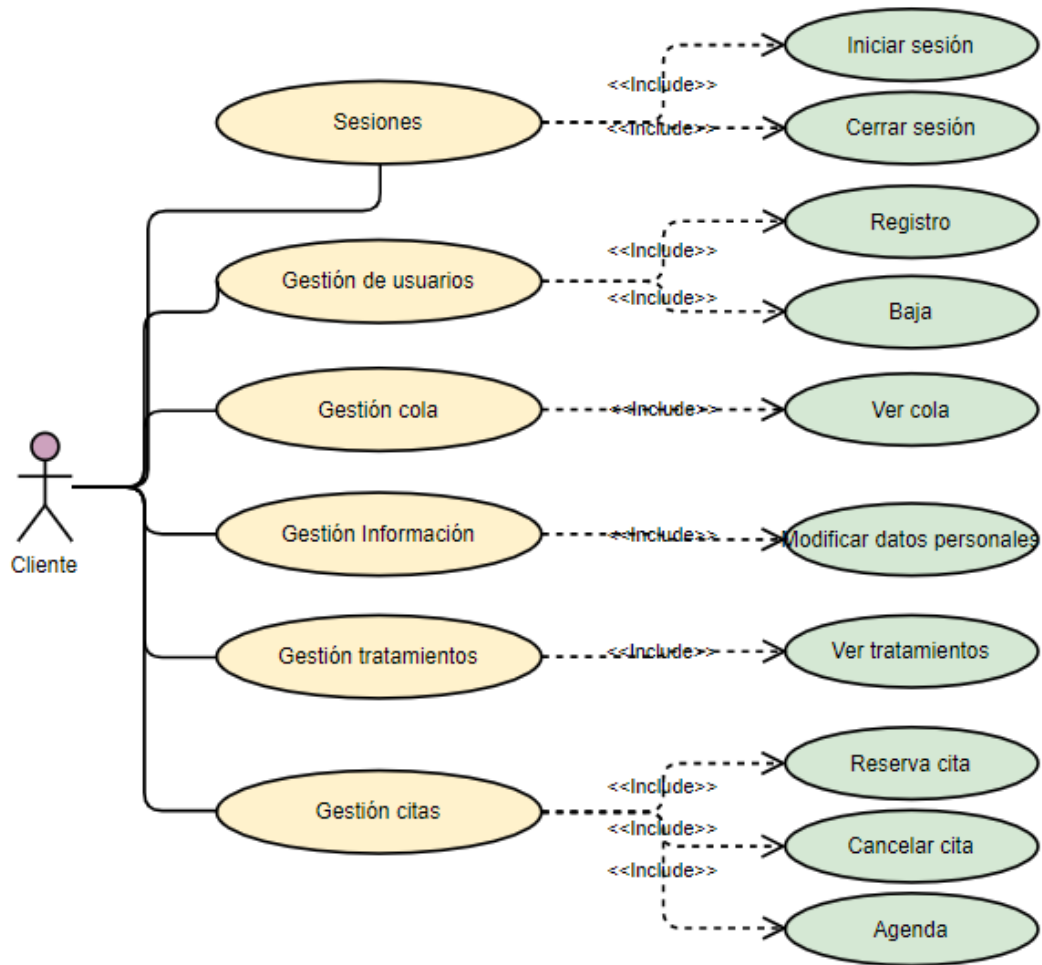 Iniciar sesión
<<Include>>
Sesiones
<<Include>>
Cerrar sesión
Registro
<<Include>>
Gestión de usuarios
<<Include>>
Baja
Gestión cola
<<Include>>
Ver cola
Gestión Información
<<Include>>
Modificar datos personales
Cliente
Gestión tratamientos
<<Include>>
Ver tratamientos
Reserva cita
<<Include>>
Gestión citas
<<Include>>
Cancelar cita
<<Include>>
Agenda